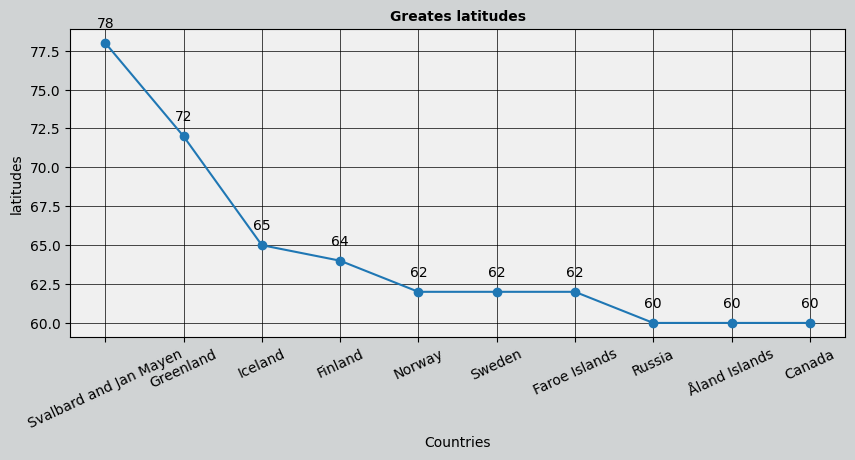 Greates latitudes
latitudes
77.5
75.0
72.5
70.0
67.5
65.0
62.5
60.0
78
72
65
64
62
62
62
60
60
60
Svalbard and Jan Mayen
Greenland
Iceland
Finland
Norway
Sweden
Faroe Islands
Russia
Åland Islands
Canada
Countries